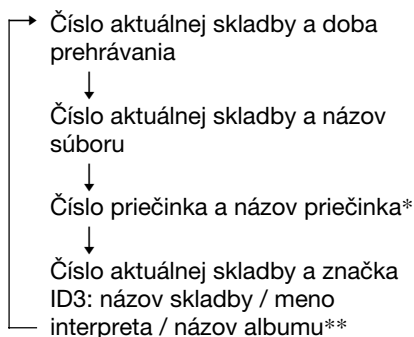 Číslo aktuálnej skladby a doba
prehrávania
Číslo aktuálnej skladby a názov
súboru
Číslo priečinka a názov priečinka*
Číslo aktuálnej skladby a značka
ID3: názov skladby / meno
interpreta / názov albumu**